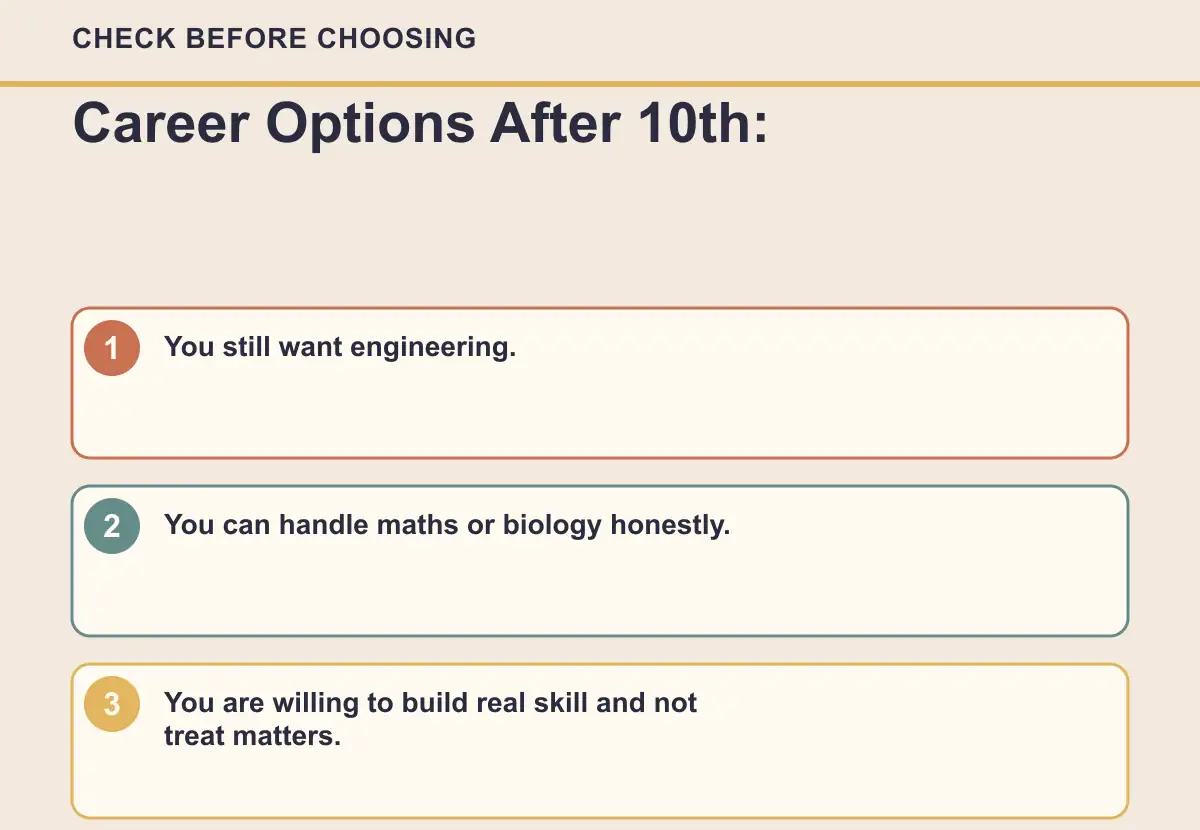 CHECK BEFORE CHOOSING
Career Options After 10th:
1 You still want engineering.
2 You can handle maths or biology honestly.
3 You are willing to build real skill and not
treat matters.